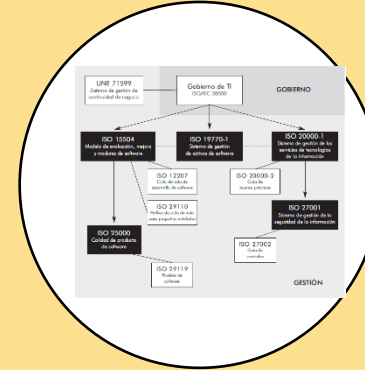 UNE 71599
Sistema de gestión de
continuidad de negocio
Gobierno de TI
ISO/IEC 38500
GOBIERNO
ISO 15504
Modelo de evaluación, mejora
y madurez de software
ISO 19770-1
Sistema de gestión
de activos de software
ISO 20000-1
Sistema de gestión de los
servicios de tecnologías
de la información
ISO 12207
Ciclo de vida de
desarrollo de software
ISO 20000-2
Guía de
buenas prácticas
ISO 29110
Perfiles de ciclo de vida
para pequeñas entidades
ISO 27001
Sistema de gestión de la
seguridad de la información
ISO 25000
Calidad de producto
de software
ISO 27002
Guía de
controles
ISO 29119
Pruebas de
software
GESTIÓN